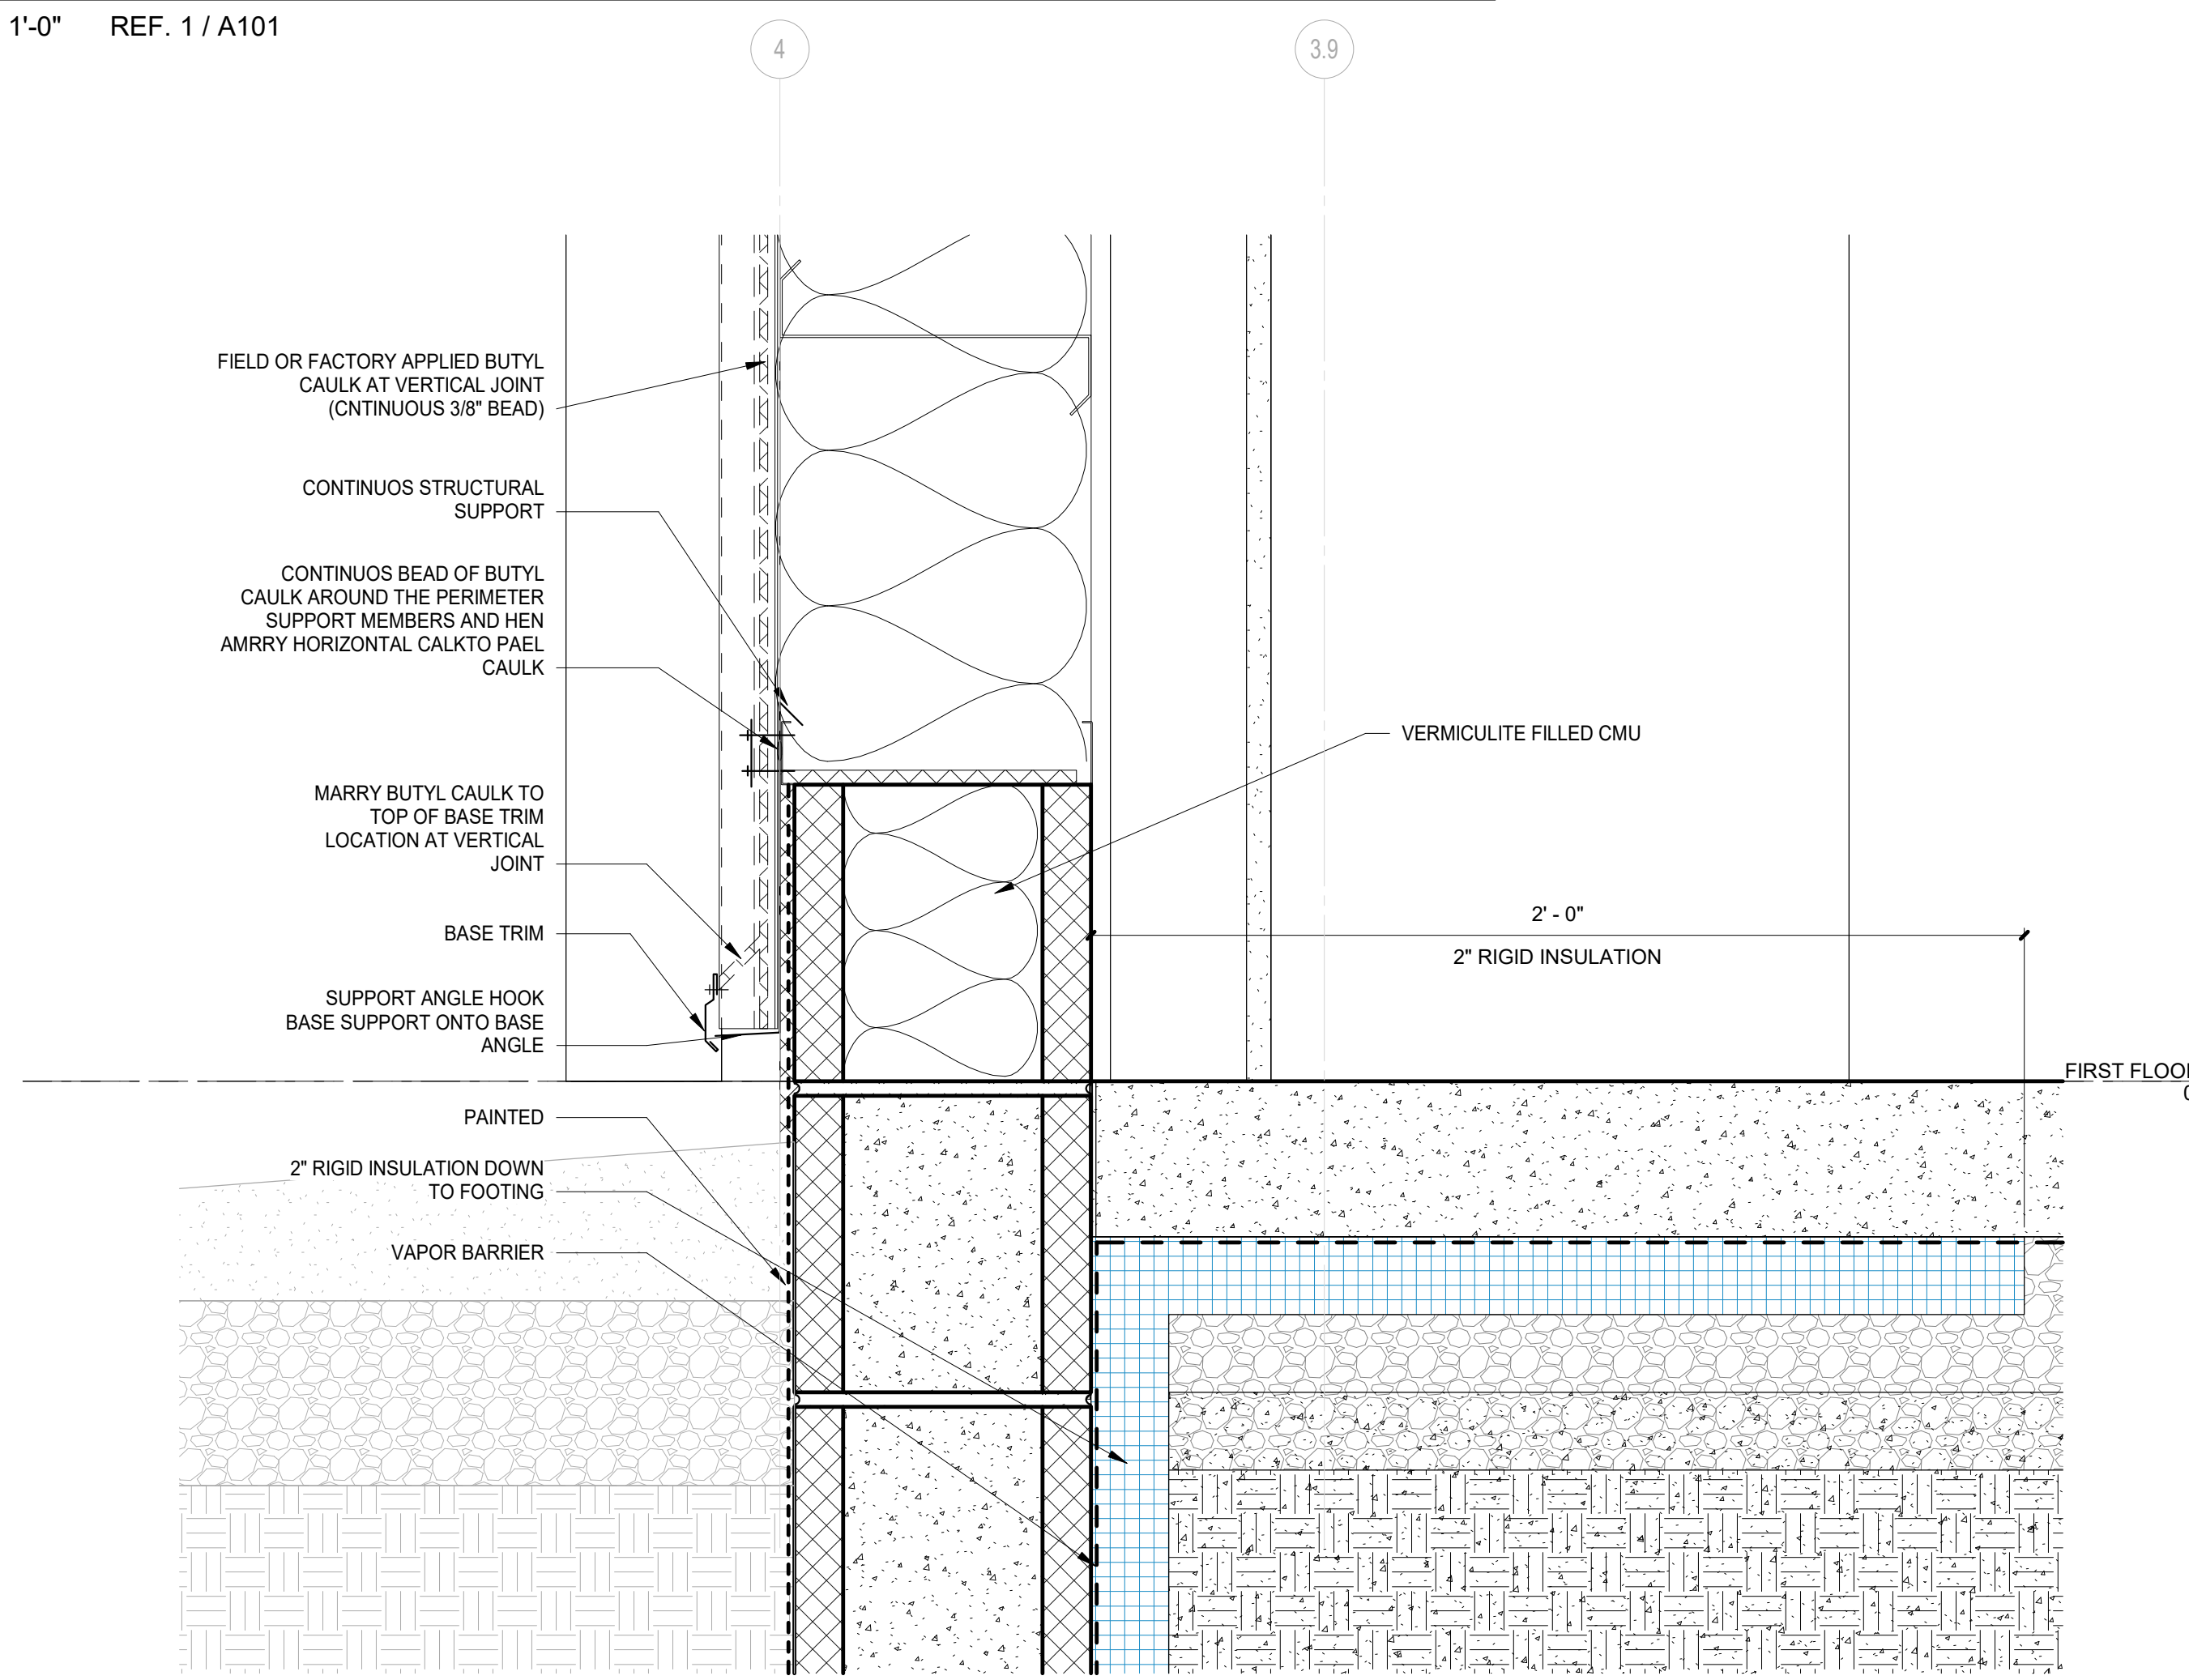 1'-0" REF. 1 / A101
4
3.9
FIELD OR FACTORY APPLIED BUTYL
CAULK AT VERTICAL JOINT
(CNTINUOUS 3/8" BEAD)
CONTINUOS STRUCTURAL
SUPPORT
CONTINUOS BEAD OF BUTYL
CAULK AROUND THE PERIMETER
SUPPORT MEMBERS AND HEN
AMRRY HORIZONTAL CALKTO PAEL
CAULK
VERMICULITE FILLED CMU
MARRY BUTYL CAULK TO
TOP OF BASE TRIM
LOCATION AT VERTICAL
JOINT
BASE TRIM
2' - 0"
2" RIGID INSULATION
SUPPORT ANGLE HOOK
BASE SUPPORT ONTO BASE
ANGLE
FIRST
PAINTED
2" RIGID INSULATION DOWN
TO FOOTING
VAPOR BARRIER